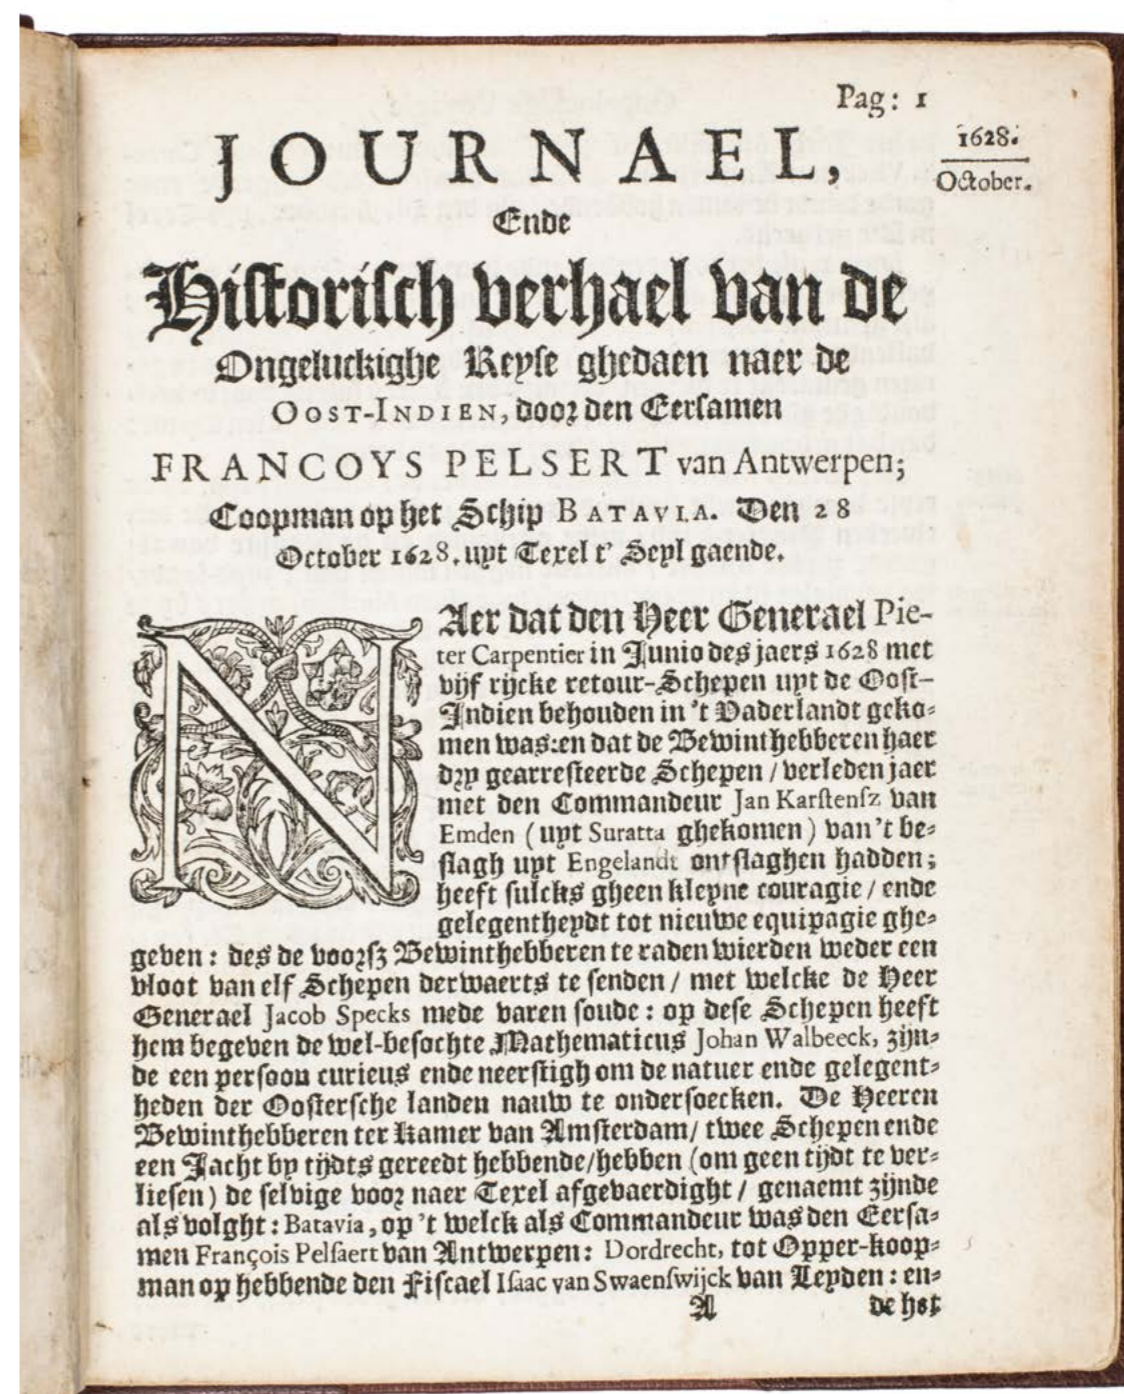 Pag: 1
1628.
October.
JOURNAEL,
Ende
Historisch verhael van de
Ongeluckighe Reyse ghedaen naer de
OOST-INDIEN, door den Eersamen
FRANCOYS PELSERT van Antwerpen;
Coopman op het Schip BATAVIA. Den 28
October 1628. uyt Texel t' Seyl gaende.
NAer dat den Heer Generael Pie-
ter Carpentier in Junio des jaers 1628 met
vijf rijcke retour-Schepen uyt de Oost-
Indien behouden in 't Vaderlandt geko-
men was: en dat de Bewinthebberen haer
dry gearresteerde Schepen / verleden jaer
met den Commandeur Jan Karstensz van
Emden (uyt Suratta ghekomen) van 't be-
slagh uyt Engelandt ontslaghen hadden;
heeft sulcks gheen kleyne couragie / ende
gelegentheydt tot nieuwe equipagie ghe-
geven: des de voorsz Bewinthebberen te raden wierden weder een
vloot van elf Schepen derwaerts te senden / met welcke de Heer
Generael Jacob Specks mede varen soude: op dese Schepen heeft
hem begeven de wel-besochte Mathematicus Johan Walbeeck, zijn-
de een persoon curieus ende neerstigh om de natuer ende gelegent-
heden der Oostersche landen nauw te ondersoecken. De Heeren
Bewinthebberen ter Kamer van Amsterdam / twee Schepen ende
een Jacht by tijdts gereedt hebbende / hebben (om geen tijdt te ver-
liesen) de selvige voor naer Texel afgevaerdight / genaemt zijnde
als volght: Batavia, op 't welck als Commandeur was den Eersa-
men François Pelsaert van Antwerpen: Dordrecht, tot Opper-koop-
man op hebbende den Fiscael Isaac van Swaenswijck van Leyden: en-
A de het